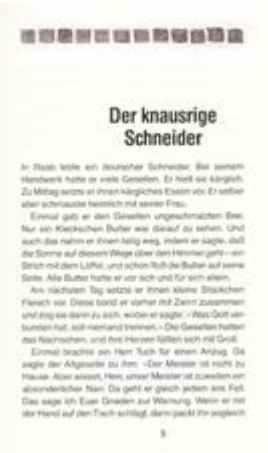 Der knausrige
Schneider
In Raab lebte ein deutscher Schneider. Bei seinem
Handwerk hatte er viele Gesellen. Er hielt sie kärglich.
Zu Mittag setzte er ihnen kärgliches Essen vor. Er selber
aber schmauste heimlich mit seiner Frau.
Einmal gab er den Gesellen ungeschmalzten Brei.
Nur ein Kleckschen Butter war darauf zu sehen. Und
auch das nahm er ihnen listig weg, indem er sagte, daß
die Sonne auf diesem Wege über den Himmel geht – ein
Strich mit dem Löffel, und schon floß die Butter auf seine
Seite. Alle Butter hatte er vor sich und für sich allein.
Am nächsten Tag setzte er ihnen kleine Stückchen
Fleisch vor. Diese band er vorher mit Zwirn zusammen
und zog sie dann zu sich, wobei er sagte: »Was Gott ver-
bunden hat, soll niemand trennen.« Die Gesellen hatten
das Nachsehen, und ihre Herzen füllten sich mit Groll.
Einmal brachte ein Herr Tuch für einen Anzug. Da
sagte der Altgeselle zu ihm: »Der Meister ist nicht zu
Hause. Aber wisset, Herr, unser Meister ist zuweilen ein
absonderlicher Narr. Da geht er gleich jedem ans Fell.
Das sage ich Euer Gnaden zur Warnung. Wenn er mit
der Hand auf den Tisch schlägt, dann packt ihn sogleich
5